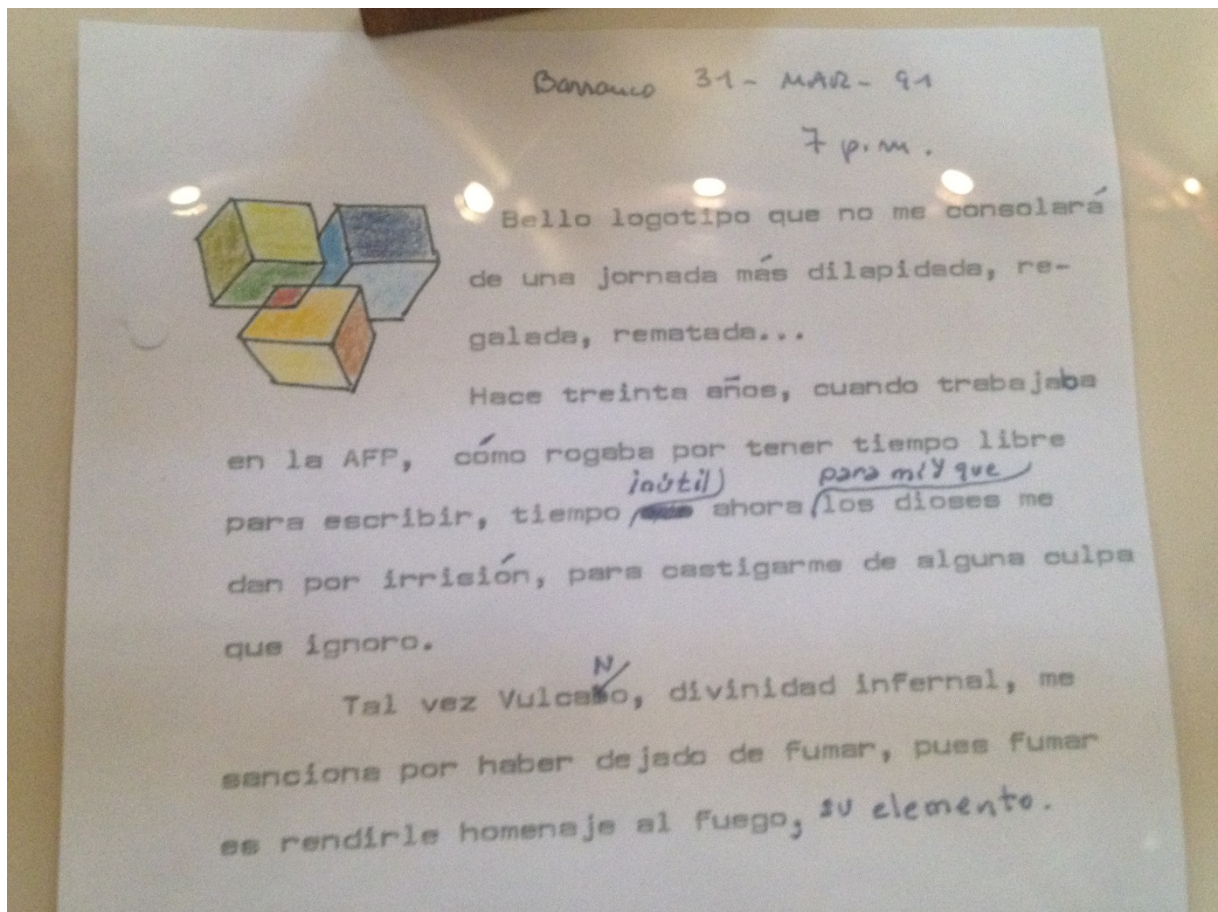 Barranco 31- MAR- 91
7 p.m.
Bello logotipo que no me consolará
de una jornada más dilapidada, re-
galada, rematada...
Hace treinta años, cuando trabajaba
en la AFP, cómo rogaba por tener tiempo libre
inútil para mí y que
para escribir, tiempo ahora los dioses me
dan por irrisión, para castigarme de alguna culpa
que ignoro.
N
Tal vez Vulcano, divinidad infernal, me
sanciona por haber dejado de fumar, pues fumar
es rendirle homenaje al fuego, su elemento.